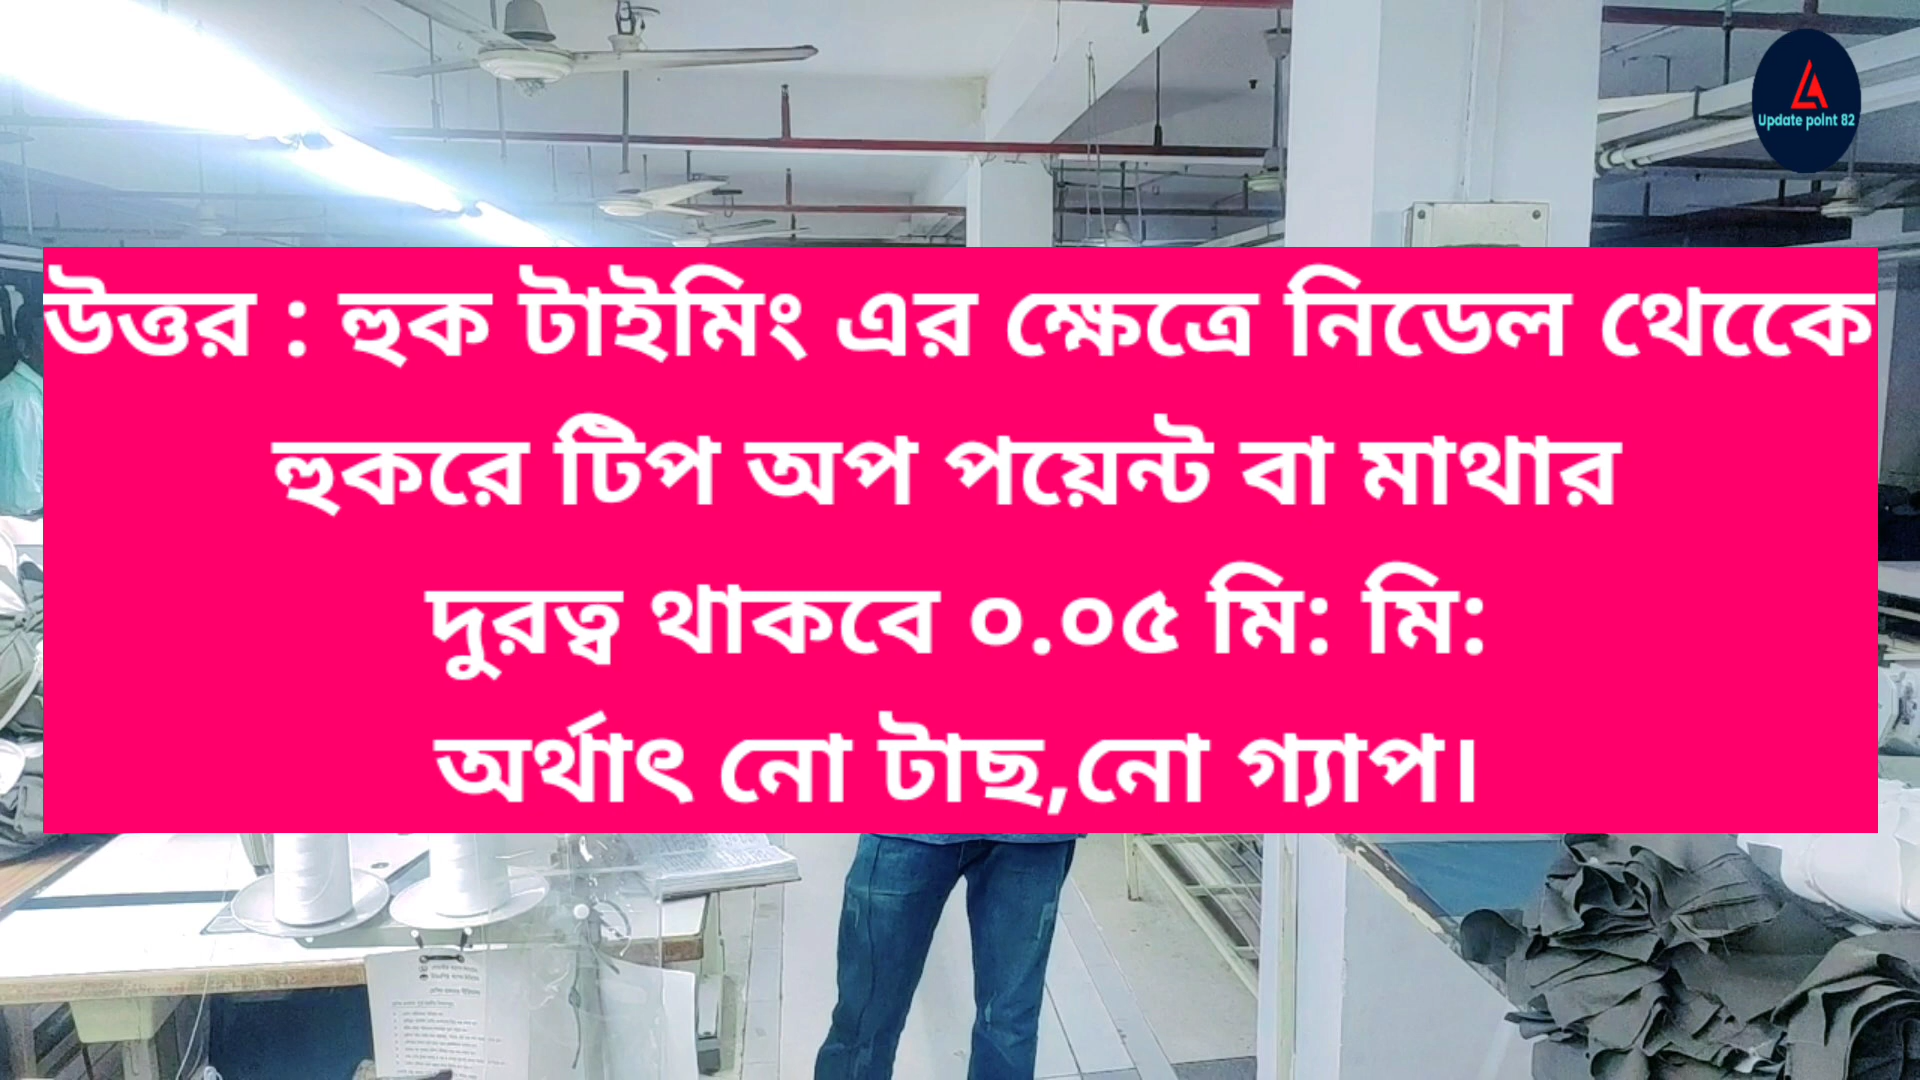 Update point 82
উত্তর : হুক টাইমিং এর ক্ষেত্রে নিডেল থেকেে
হুকরে টিপ অপ পয়েন্ট বা মাথার
দুরত্ব থাকবে ০.০৫ মি: মি:
অর্থাৎ নো টাছ,নো গ্যাপ।